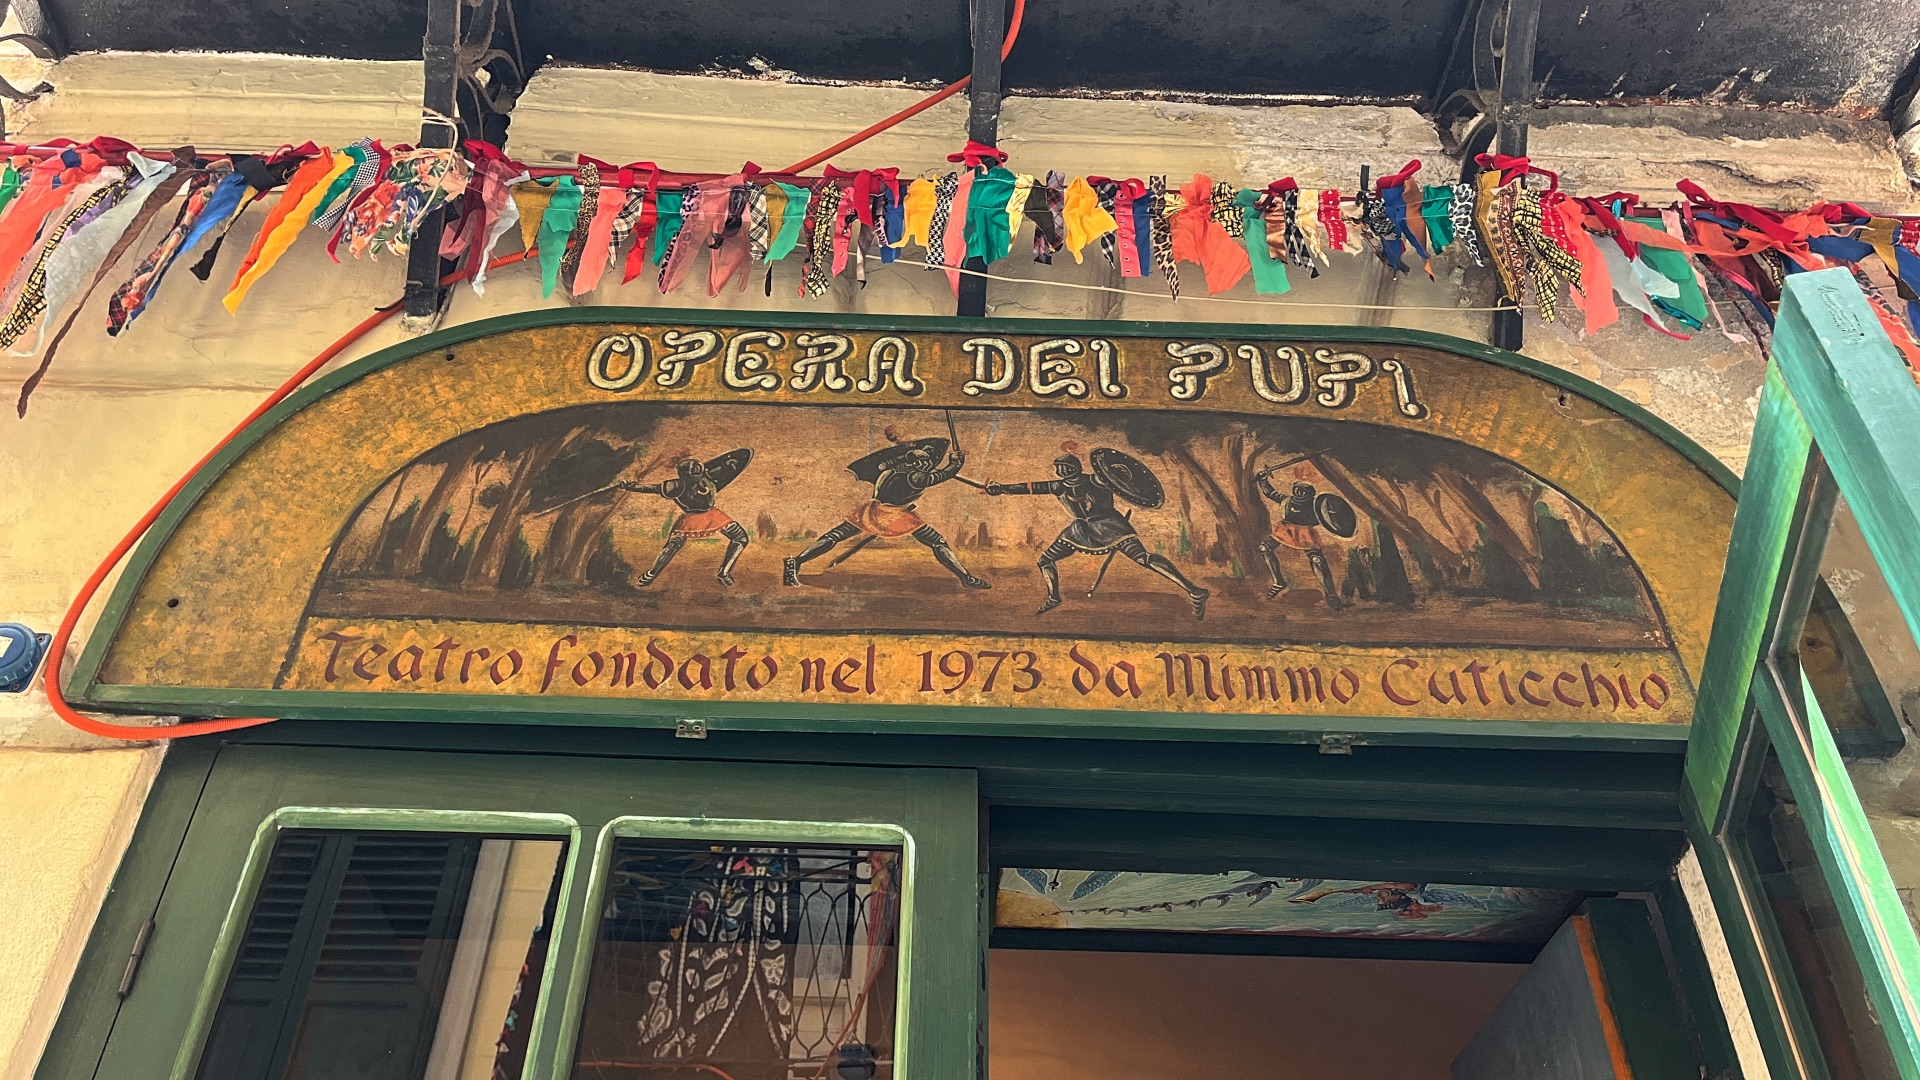 OPERA DEI PUPI
Teatro fondato nel 1973 da Mimmo Cuticchio